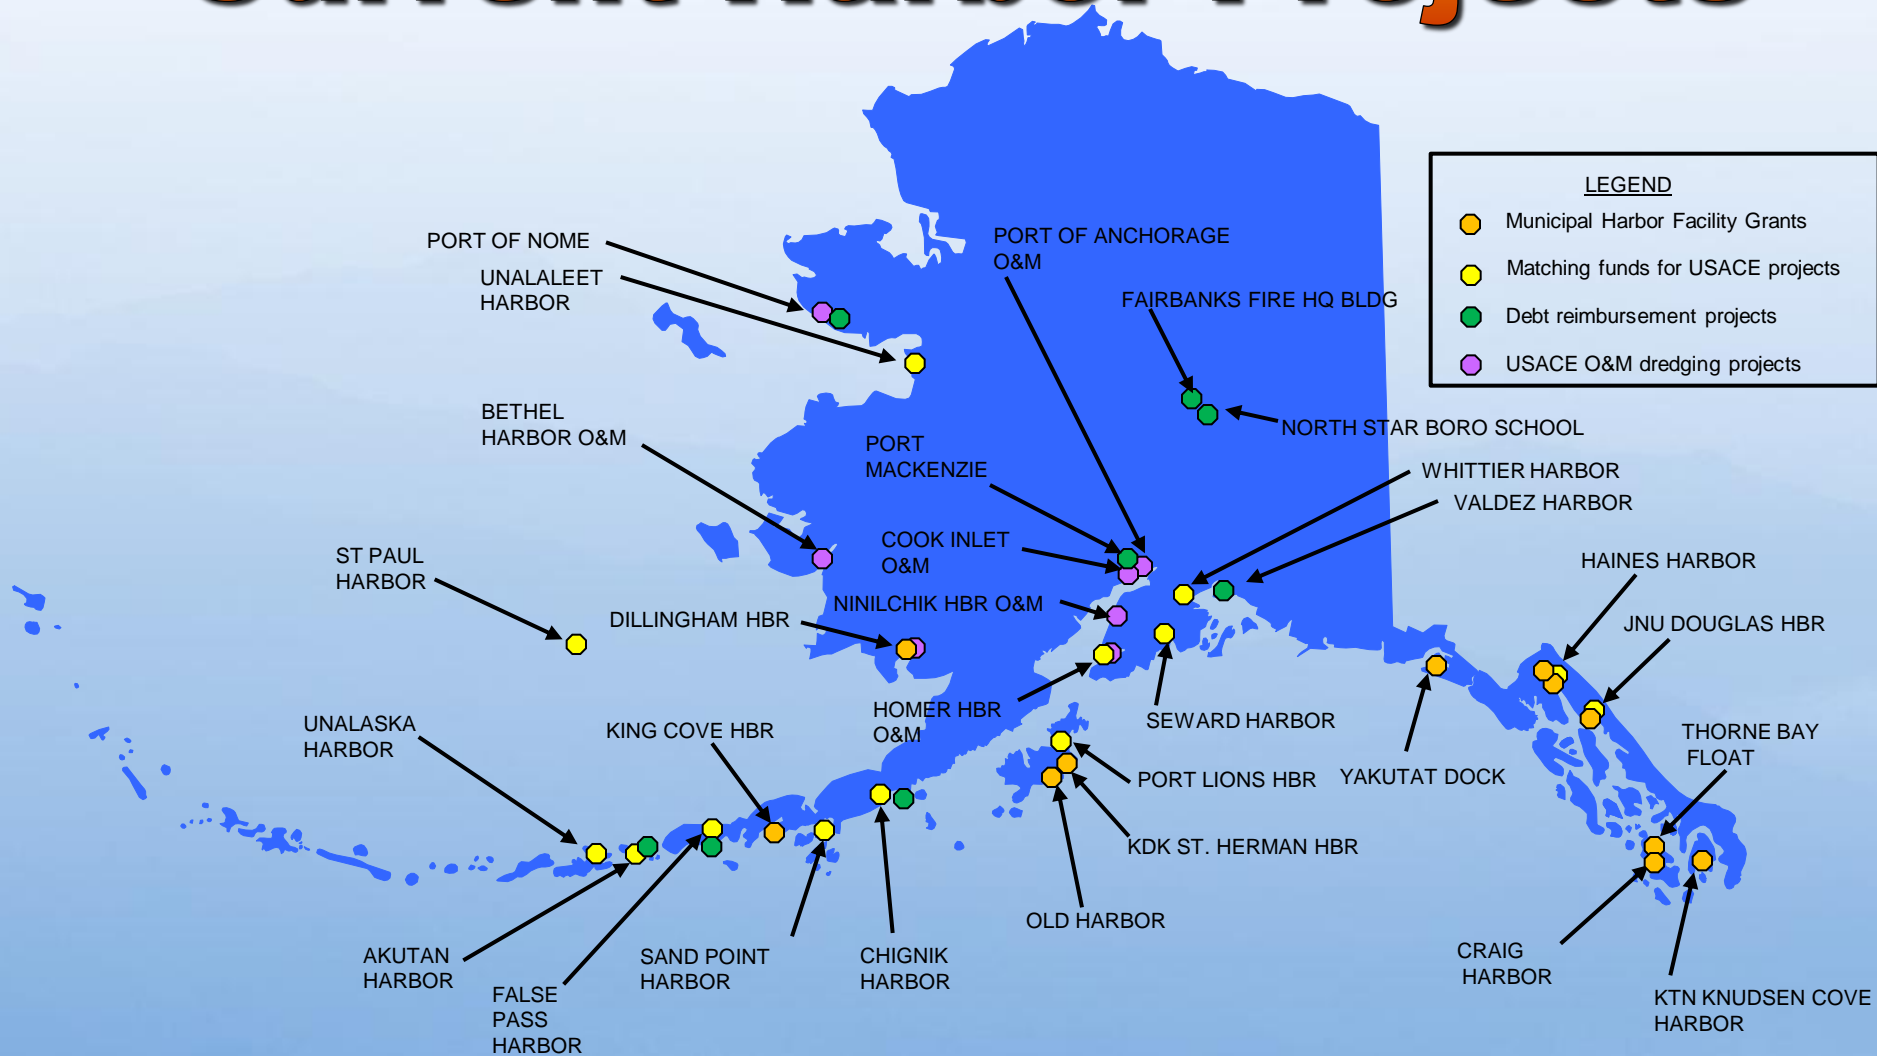 Current Harbor Projects
LEGEND
Municipal Harbor Facility Grants
Matching funds for USACE projects
Debt reimbursement projects
USACE O&M dredging projects
PORT OF NOME
UNALALEET
HARBOR
PORT OF ANCHORAGE
O&M
FAIRBANKS FIRE HQ BLDG
NORTH STAR BORO SCHOOL
BETHEL
HARBOR O&M
PORT
MACKENZIE
WHITTIER HARBOR
VALDEZ HARBOR
COOK INLET
O&M
ST PAUL
HARBOR
HAINES HARBOR
NINILCHIK HBR O&M
DILLINGHAM HBR
JNU DOUGLAS HBR
HOMER HBR
O&M
SEWARD HARBOR
UNALASKA
HARBOR
KING COVE HBR
THORNE BAY
FLOAT
PORT LIONS HBR
YAKUTAT DOCK
KDK ST. HERMAN HBR
OLD HARBOR
AKUTAN
HARBOR
SAND POINT
HARBOR
CHIGNIK
HARBOR
CRAIG
HARBOR
FALSE
PASS
HARBOR
KTN KNUDSEN COVE
HARBOR